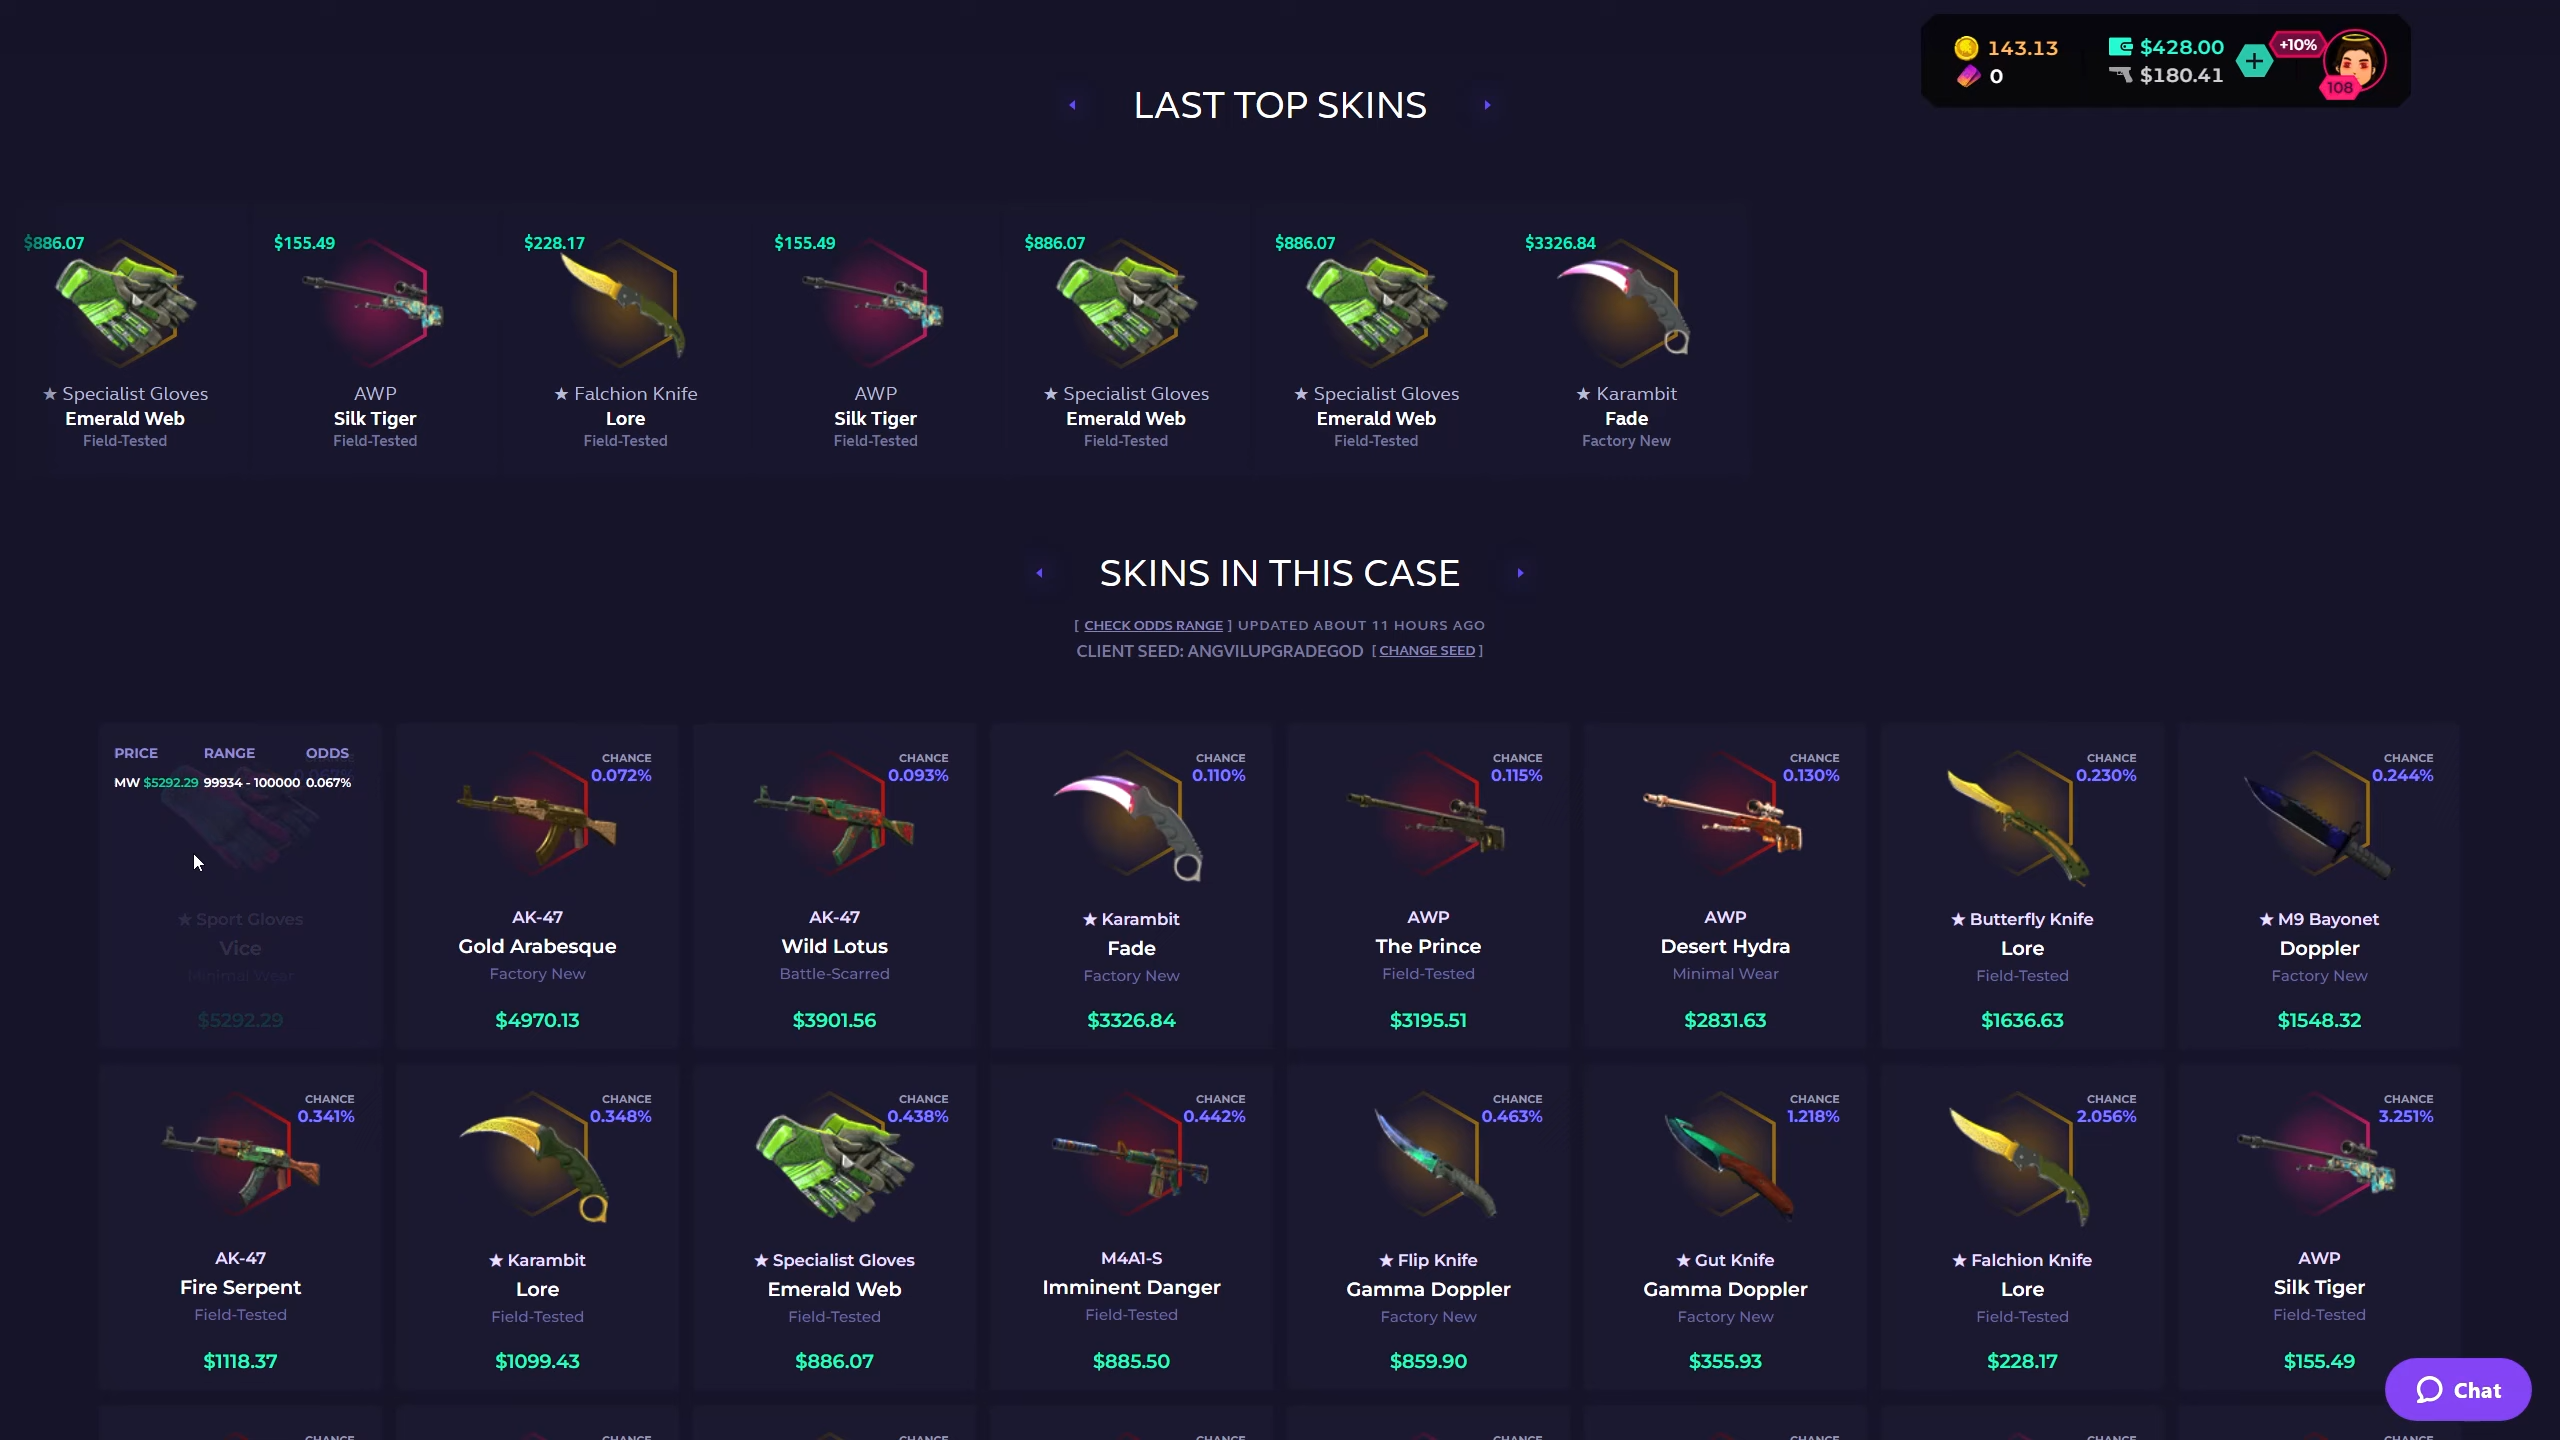 143.13
0
$428.00
$180.41
+10%
108
LAST TOP SKINS
$886.07
★ Specialist Gloves
Emerald Web
Field-Tested
$155.49
AWP
Silk Tiger
Field-Tested
$228.17
★ Falchion Knife
Lore
Field-Tested
$155.49
AWP
Silk Tiger
Field-Tested
$886.07
★ Specialist Gloves
Emerald Web
Field-Tested
$886.07
★ Specialist Gloves
Emerald Web
Field-Tested
$3326.84
★ Karambit
Fade
Factory New
SKINS IN THIS CASE
[ CHECK ODDS RANGE ] UPDATED ABOUT 11 HOURS AGO
CLIENT SEED: ANGVILUPGRADEGOD [ CHANGE SEED ]
PRICE RANGE ODDS
MW $5292.29 99934 - 100000 0.067%
★ Sport Gloves
Vice
Minimal Wear
$5292.29
CHANCE
0.072%
AK-47
Gold Arabesque
Factory New
$4970.13
CHANCE
0.093%
AK-47
Wild Lotus
Battle-Scarred
$3901.56
CHANCE
0.110%
★ Karambit
Fade
Factory New
$3326.84
CHANCE
0.115%
AWP
The Prince
Field-Tested
$3195.51
CHANCE
0.130%
AWP
Desert Hydra
Minimal Wear
$2831.63
CHANCE
0.230%
★ Butterfly Knife
Lore
Field-Tested
$1636.63
CHANCE
0.244%
★ M9 Bayonet
Doppler
Factory New
$1548.32
CHANCE
0.341%
AK-47
Fire Serpent
Field-Tested
$1118.37
CHANCE
0.348%
★ Karambit
Lore
Field-Tested
$1099.43
CHANCE
0.438%
★ Specialist Gloves
Emerald Web
Field-Tested
$886.07
CHANCE
0.442%
M4A1-S
Imminent Danger
Field-Tested
$885.50
CHANCE
0.463%
★ Flip Knife
Gamma Doppler
Factory New
$859.90
CHANCE
1.218%
★ Gut Knife
Gamma Doppler
Factory New
$355.93
CHANCE
2.056%
★ Falchion Knife
Lore
Field-Tested
$228.17
CHANCE
3.251%
AWP
Silk Tiger
Field-Tested
$155.49
Chat
CHANCE
CHANCE
CHANCE
CHANCE
CHANCE
CHANCE
CHANCE
CHANCE